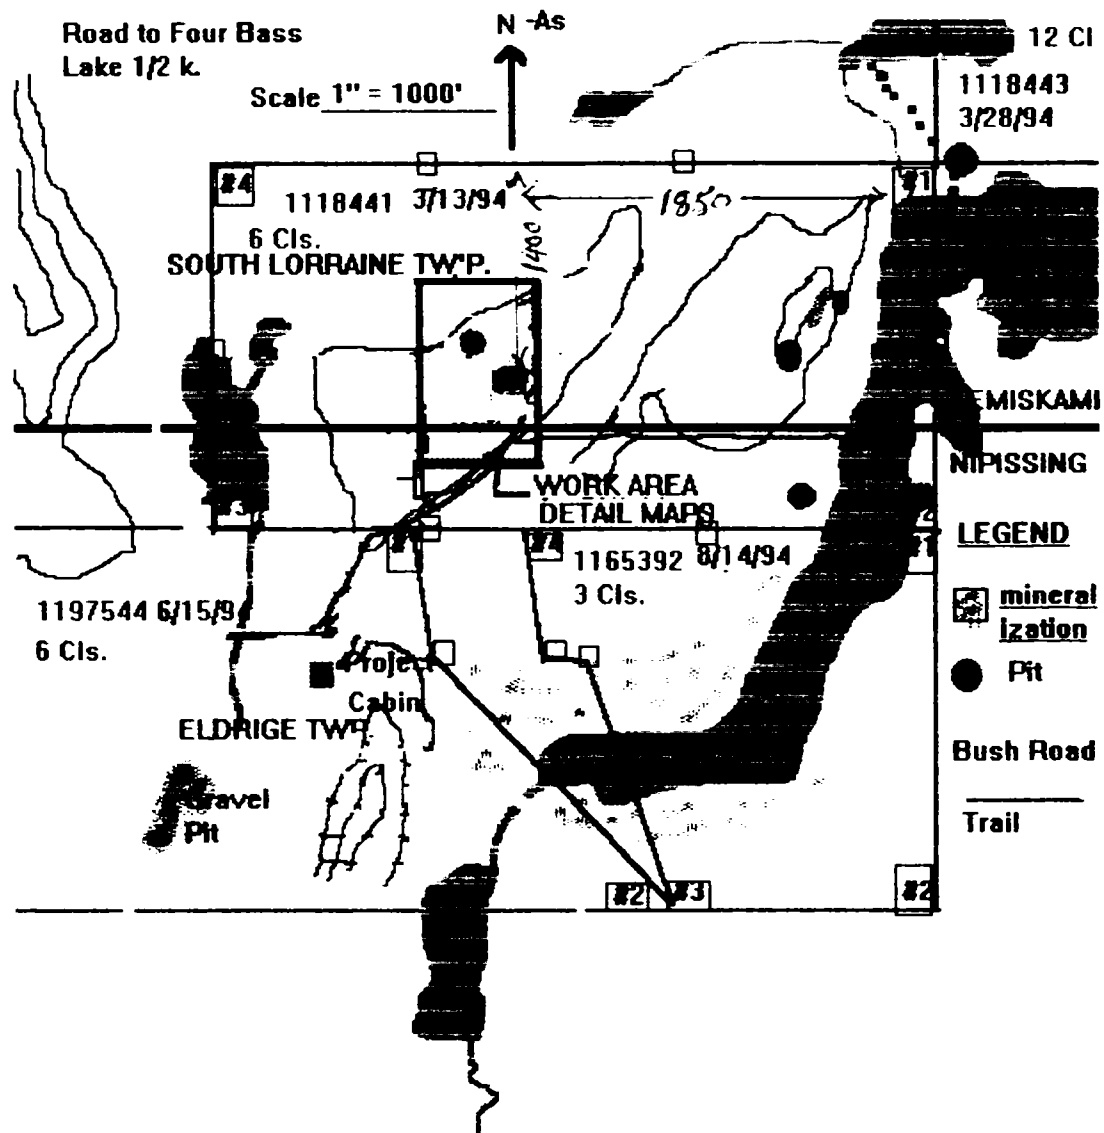 Road to Four Bass
Lake 1/2 k.
N -As
12 Cl
Scale 1" = 1000'
1118443
3/28/94
#4
1118441 3/13/94
1850
#1
6 Cls.
1400
SOUTH LORRAINE TW'P.
EMISKAMI
NIPISSING
WORK AREA
DETAIL MAPS
#3
2
LEGEND
#4
#1
1165392 8/14/94
3 Cls.
mineral
ization
1197544 6/15/9
6 Cls.
Project
Cabin
Pit
ELDRIGE TWP.
Bush Road
Gravel
Pit
Trail
#2
#3
#2